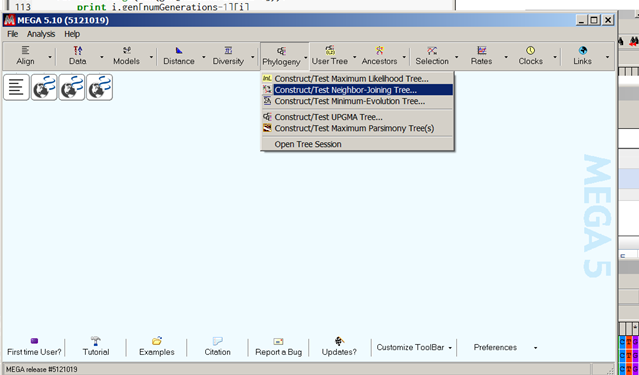 113 print i.gen[numGenerations-1][i]
MEGA 5.10 (5121019)
File Analysis Help
Align Data Models Distance Diversity Phylogeny User Tree Ancestors Selection Rates Clocks Links
Construct/Test Maximum Likelihood Tree...
Construct/Test Neighbor-Joining Tree...
Construct/Test Minimum-Evolution Tree...
Construct/Test UPGMA Tree...
Construct/Test Maximum Parsimony Tree(s)
Open Tree Session
MEGA 5
First time User? Tutorial Examples Citation Report a Bug Updates? Customize ToolBar Preferences
MEGA release #5121019
C T G